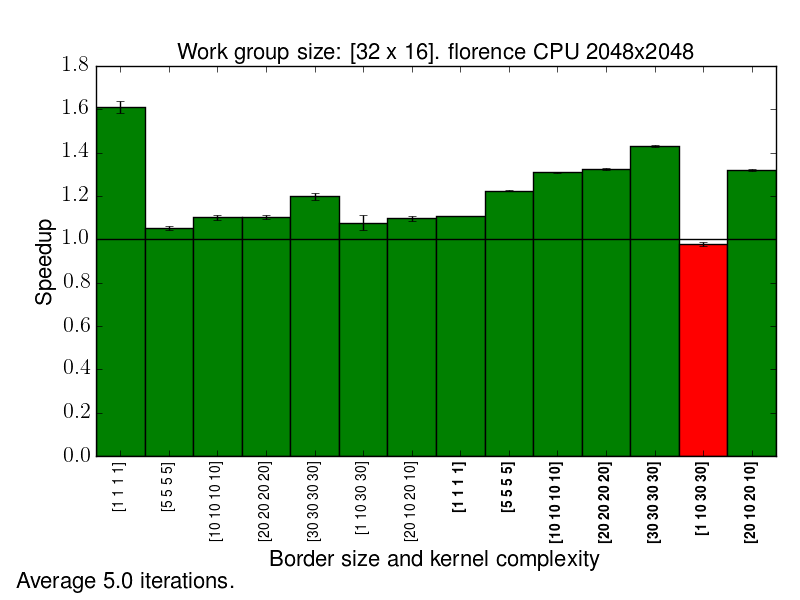 Work group size: [32 x 16]. florence CPU 2048x2048
1.8
1.6
1.4
1.2
1.0
0.8
0.6
0.4
0.2
0.0
Speedup
[1 1 1 1]
[5 5 5 5]
[10 10 10 10]
[20 20 20 20]
[30 30 30 30]
[1 10 30 30]
[20 10 20 10]
[1 1 1 1]
[5 5 5 5]
[10 10 10 10]
[20 20 20 20]
[30 30 30 30]
[1 10 30 30]
[20 10 20 10]
Border size and kernel complexity
Average 5.0 iterations.